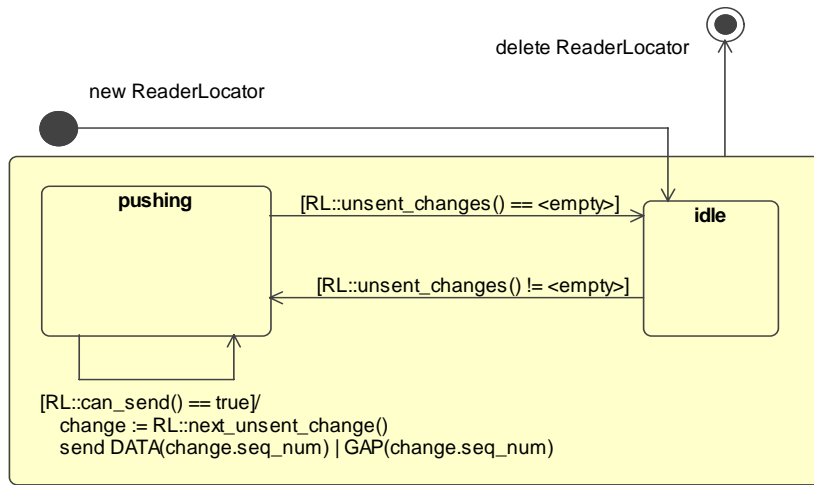 delete ReaderLocator
new ReaderLocator
pushing
[RL::unsent_changes() == <empty>]
idle
[RL::unsent_changes() != <empty>]
[RL::can_send() == true]/
change := RL::next_unsent_change()
send DATA(change.seq_num) | GAP(change.seq_num)